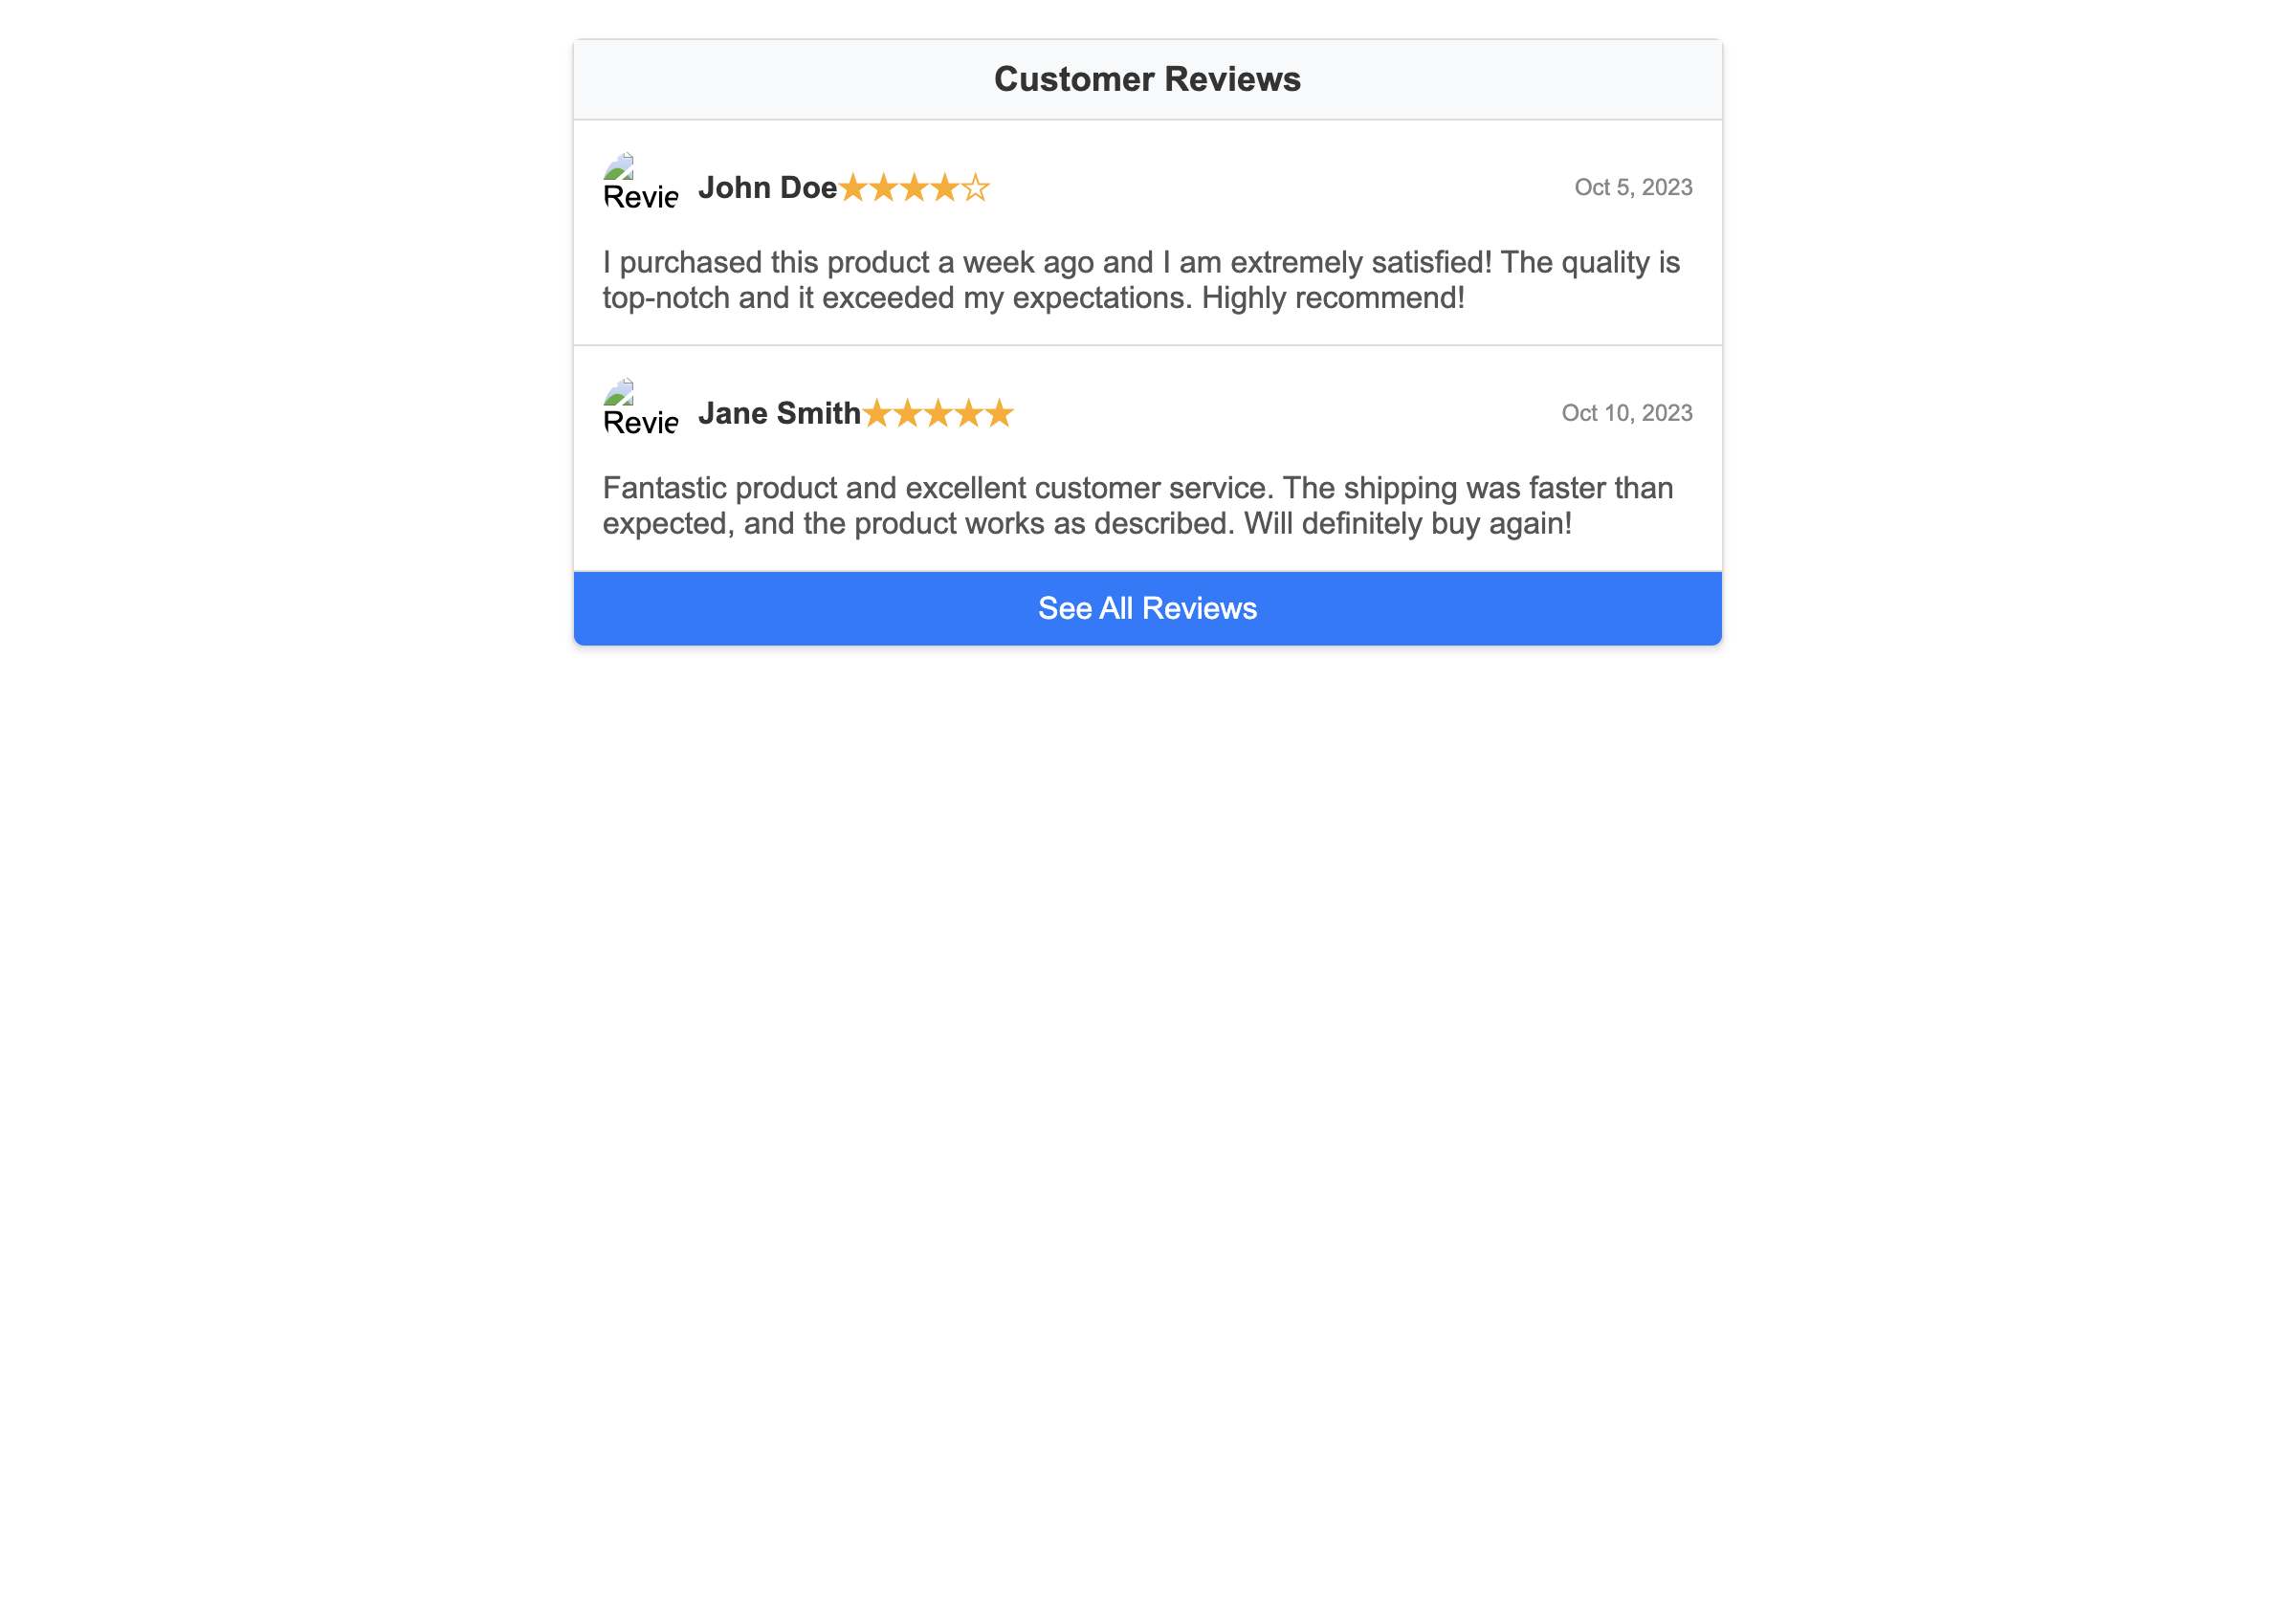 Customer Reviews
Revie
John Doe★★★★☆ Oct 5, 2023
I purchased this product a week ago and I am extremely satisfied! The quality is
top-notch and it exceeded my expectations. Highly recommend!
Revie
Jane Smith★★★★★ Oct 10, 2023
Fantastic product and excellent customer service. The shipping was faster than
expected, and the product works as described. Will definitely buy again!
See All Reviews